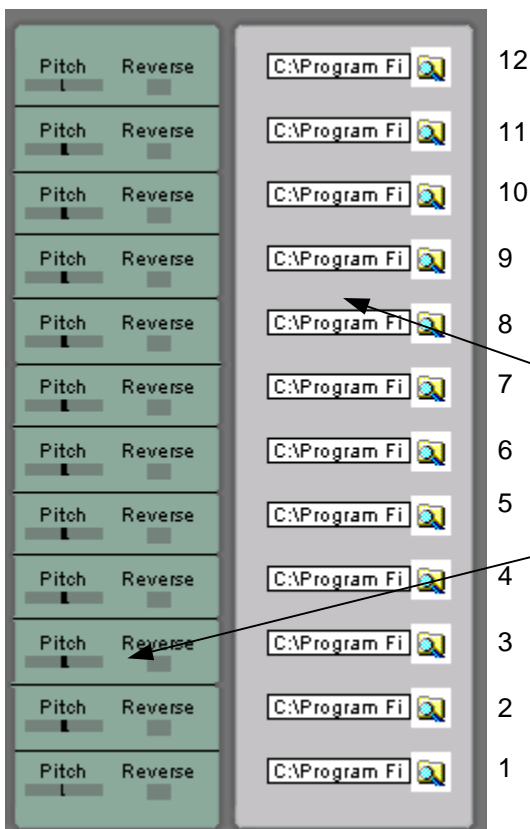 Pitch Reverse C:\Program Fi 12
Pitch Reverse C:\Program Fi 11
Pitch Reverse C:\Program Fi 10
Pitch Reverse C:\Program Fi 9
Pitch Reverse C:\Program Fi 8
Pitch Reverse C:\Program Fi 7
Pitch Reverse C:\Program Fi 6
Pitch Reverse C:\Program Fi 5
Pitch Reverse C:\Program Fi 4
Pitch Reverse C:\Program Fi 3
Pitch Reverse C:\Program Fi 2
Pitch Reverse C:\Program Fi 1